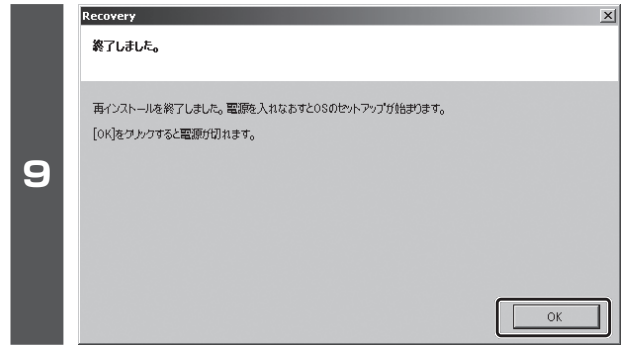 Recovery
終了しました。
再インストールを終了しました。電源を入れなおすとOSのセットアップが始まります。
[OK]をクリックすると電源が切れます。
9
OK